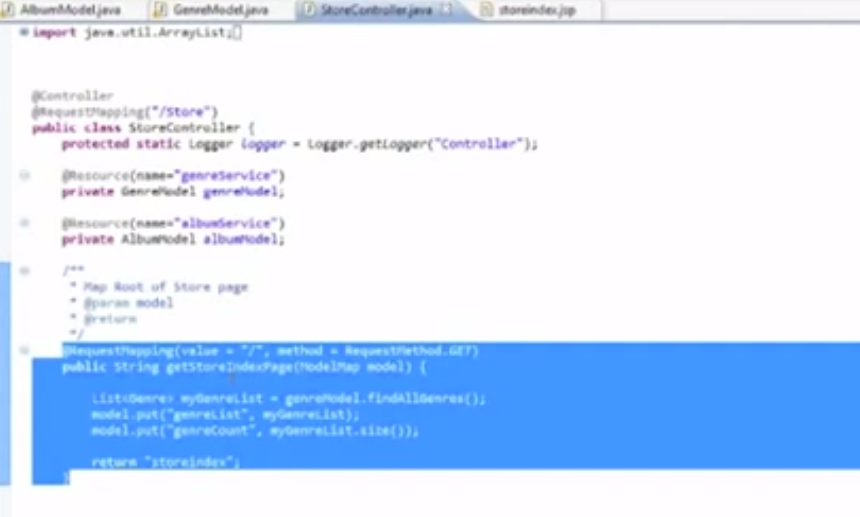 AlbumModel.java GenreModel.java StoreController.java storeindex.jsp
import java.util.ArrayList;
@Controller
@RequestMapping("/Store")
public class StoreController {
protected static Logger logger = Logger.getLogger("Controller");
@Resource(name="genreService")
private GenreModel genreModel;
@Resource(name="albumService")
private AlbumModel albumModel;
/**
* Map Root of Store page
* @param model
* @return
*/
@RequestMapping(value = "/", method = RequestMethod.GET)
public String getStoreIndexPage(ModelMap model) {
List<Genre> myGenreList = genreModel.findAllGenres();
model.put("genreList", myGenreList);
model.put("genreCount", myGenreList.size());
return "storeindex";
}